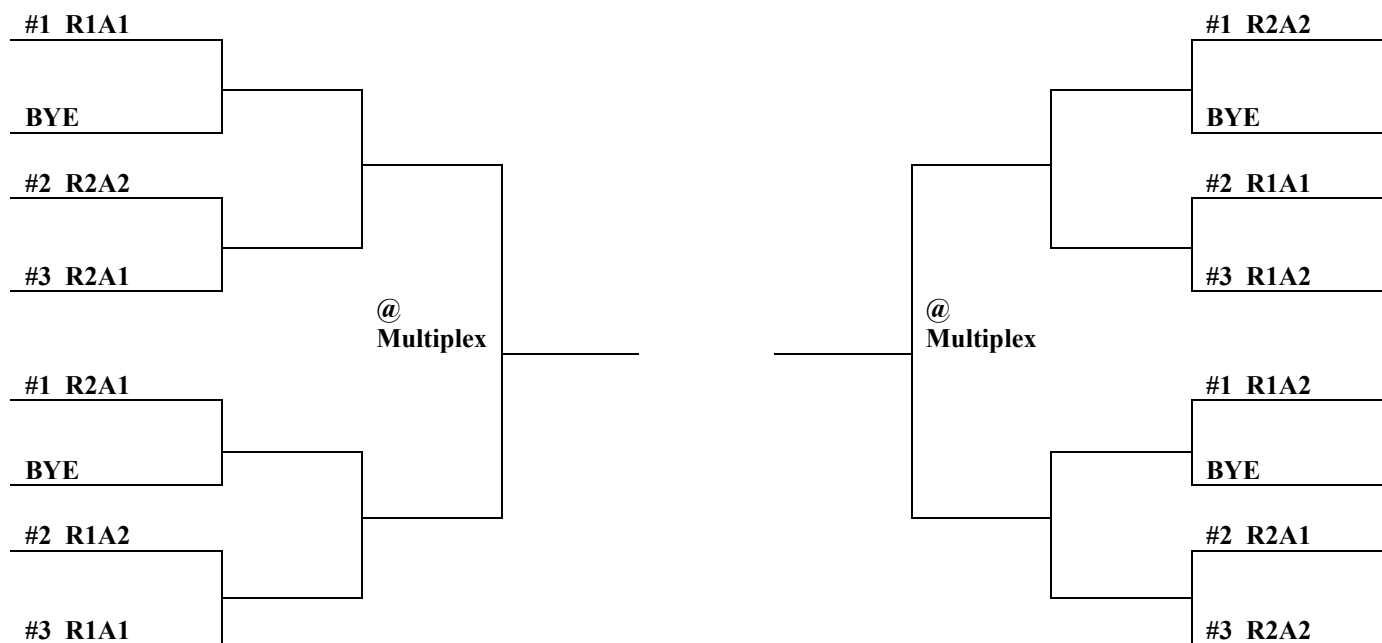 #1 R1A1
BYE
#2 R2A2
#3 R2A1
@
Multiplex
#1 R2A1
BYE
#2 R1A2
#3 R1A1
#1 R2A2
BYE
#2 R1A1
#3 R1A2
@
Multiplex
#1 R1A2
BYE
#2 R2A1
#3 R2A2